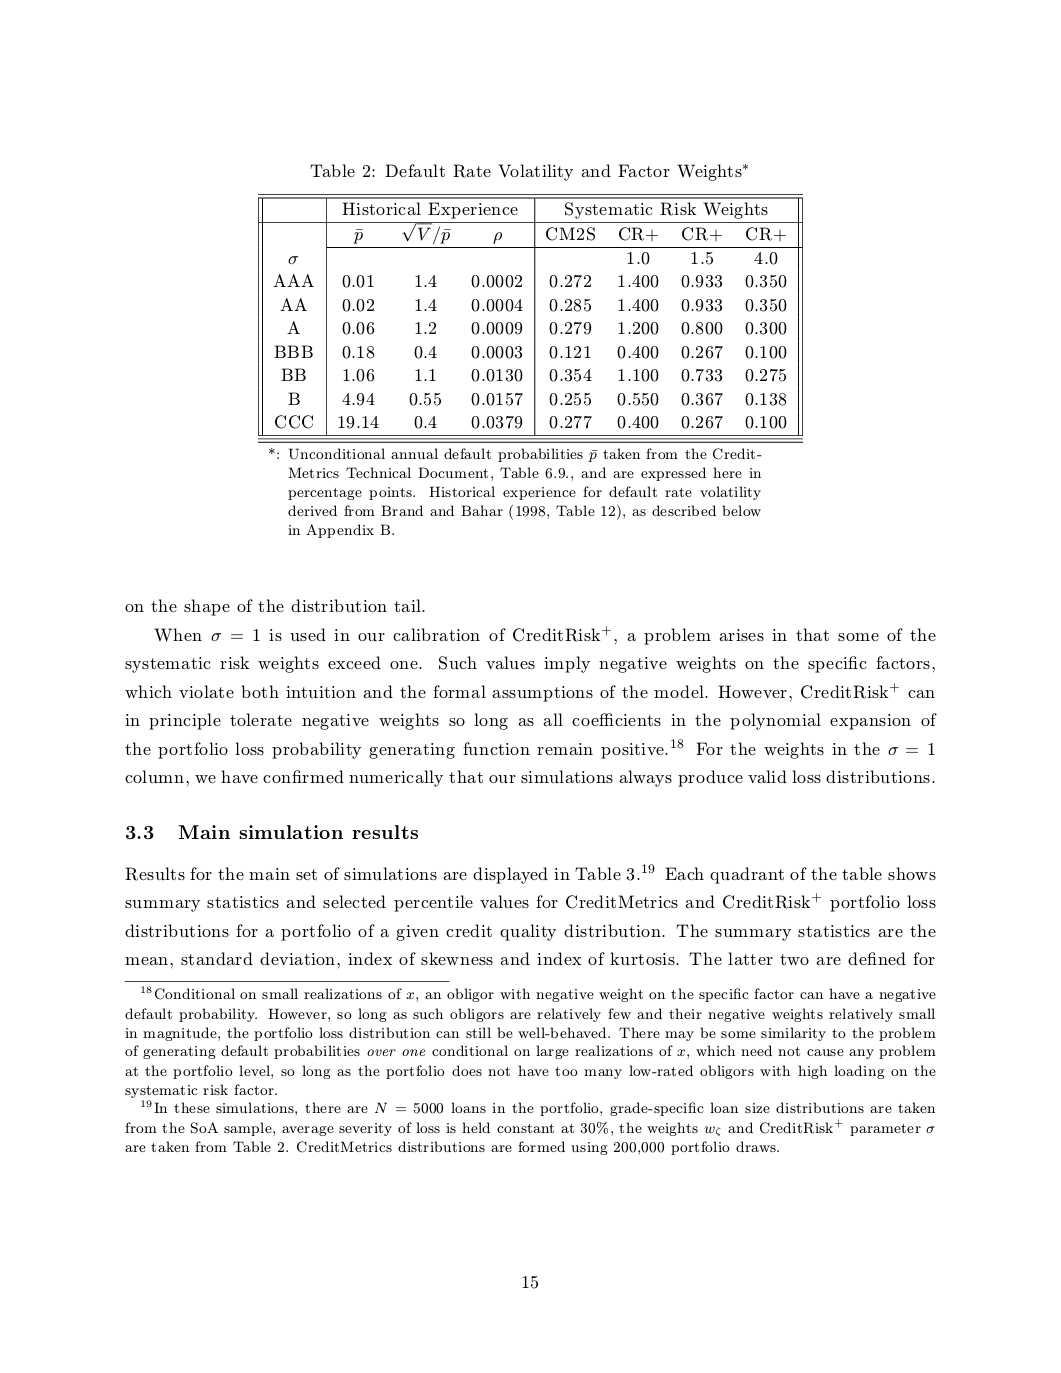 Table 2: Default Rate Volatility and Factor Weights*
Historical Experience Systematic Risk Weights
p̄ √V/p̄ ρ CM2S CR+ CR+ CR+
σ 1.0 1.5 4.0
AAA 0.01 1.4 0.0002 0.272 1.400 0.933 0.350
AA 0.02 1.4 0.0004 0.285 1.400 0.933 0.350
A 0.06 1.2 0.0009 0.279 1.200 0.800 0.300
BBB 0.18 0.4 0.0003 0.121 0.400 0.267 0.100
BB 1.06 1.1 0.0130 0.354 1.100 0.733 0.275
B 4.94 0.55 0.0157 0.255 0.550 0.367 0.138
CCC 19.14 0.4 0.0379 0.277 0.400 0.267 0.100
*: Unconditional annual default probabilities p̄ taken from the Credit-
Metrics Technical Document, Table 6.9., and are expressed here in
percentage points. Historical experience for default rate volatility
derived from Brand and Bahar (1998, Table 12), as described below
in Appendix B.
on the shape of the distribution tail.
When σ = 1 is used in our calibration of CreditRisk⁺, a problem arises in that some of the
systematic risk weights exceed one. Such values imply negative weights on the specific factors,
which violate both intuition and the formal assumptions of the model. However, CreditRisk⁺ can
in principle tolerate negative weights so long as all coefficients in the polynomial expansion of
the portfolio loss probability generating function remain positive.¹⁸ For the weights in the σ = 1
column, we have confirmed numerically that our simulations always produce valid loss distributions.
3.3 Main simulation results
Results for the main set of simulations are displayed in Table 3.¹⁹ Each quadrant of the table shows
summary statistics and selected percentile values for CreditMetrics and CreditRisk⁺ portfolio loss
distributions for a portfolio of a given credit quality distribution. The summary statistics are the
mean, standard deviation, index of skewness and index of kurtosis. The latter two are defined for
¹⁸Conditional on small realizations of x, an obligor with negative weight on the specific factor can have a negative
default probability. However, so long as such obligors are relatively few and their negative weights relatively small
in magnitude, the portfolio loss distribution can still be well-behaved. There may be some similarity to the problem
of generating default probabilities over one conditional on large realizations of x, which need not cause any problem
at the portfolio level, so long as the portfolio does not have too many low-rated obligors with high loading on the
systematic risk factor.
¹⁹In these simulations, there are N = 5000 loans in the portfolio, grade-specific loan size distributions are taken
from the SoA sample, average severity of loss is held constant at 30%, the weights wζ and CreditRisk⁺ parameter σ
are taken from Table 2. CreditMetrics distributions are formed using 200,000 portfolio draws.
15